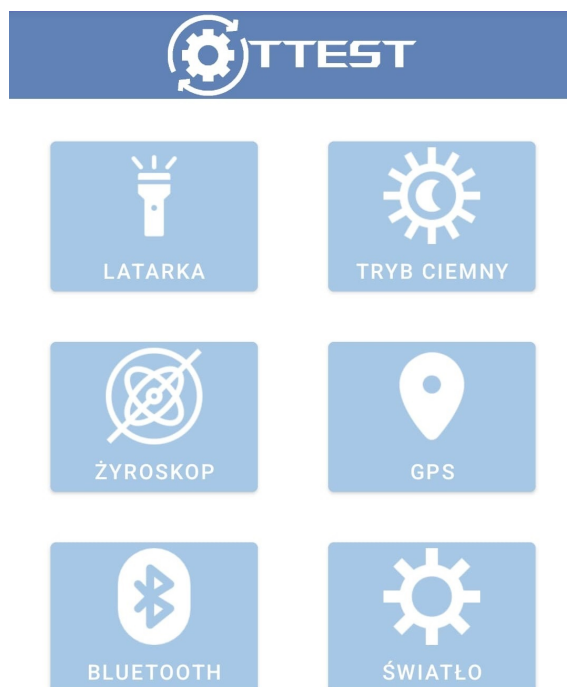 TTEST
LATARKA
TRYB CIEMNY
ŻYROSKOP
GPS
BLUETOOTH
ŚWIATŁO